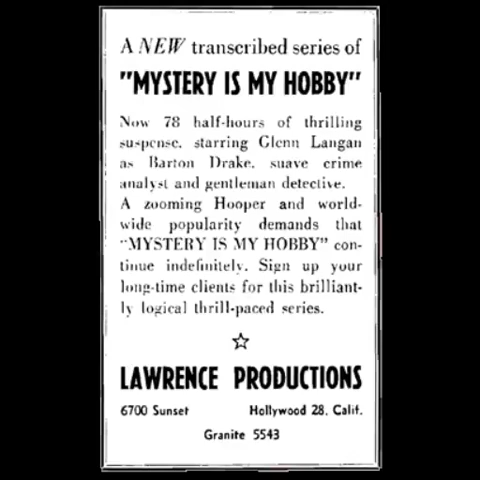 A NEW transcribed series of
"MYSTERY IS MY HOBBY"
Now 78 half-hours of thrilling
suspense, starring Glenn Langan
as Barton Drake, suave crime
analyst and gentleman detective.
A zooming Hooper and world-
wide popularity demands that
"MYSTERY IS MY HOBBY" con-
tinue indefinitely. Sign up your
long-time clients for this brilliant-
ly logical thrill-paced series.
☆
LAWRENCE PRODUCTIONS
6700 Sunset Hollywood 28, Calif.
Granite 5543